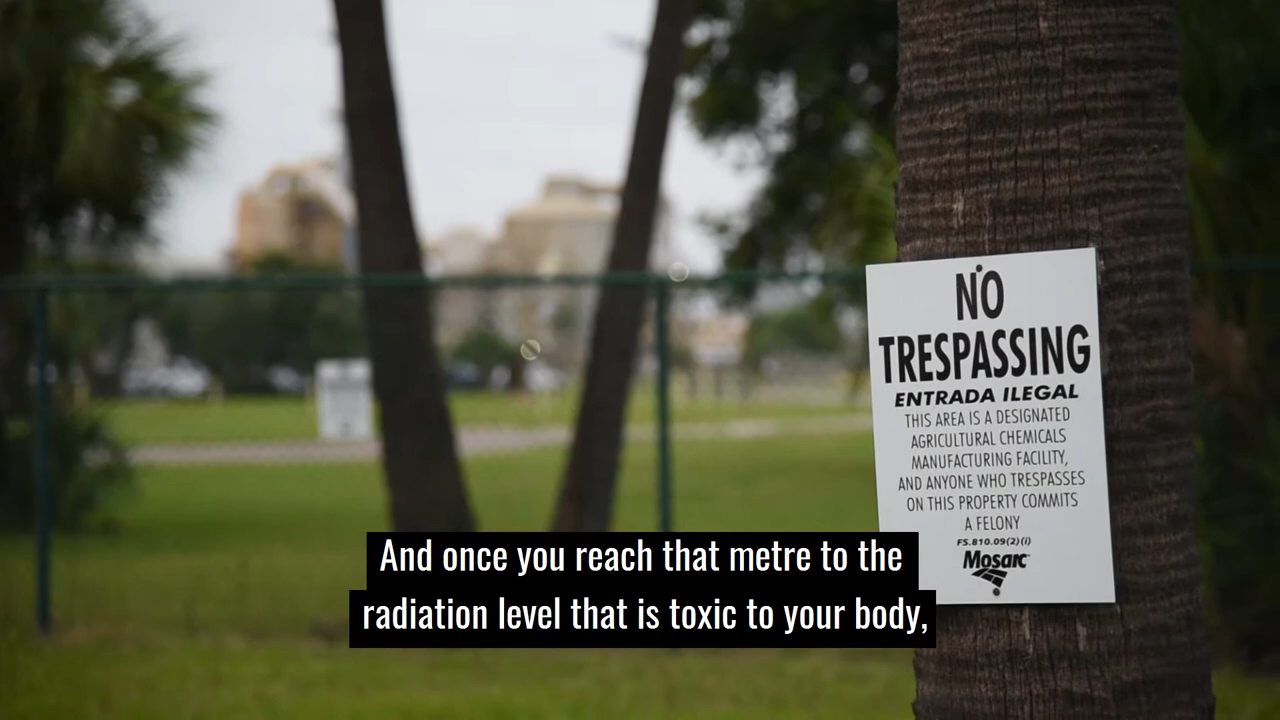 NO
TRESPASSING
ENTRADA ILEGAL
THIS AREA IS A DESIGNATED
AGRICULTURAL CHEMICALS
MANUFACTURING FACILITY,
AND ANYONE WHO TRESPASSES
ON THIS PROPERTY COMMITS
A FELONY
FS.810.09(2)(i)
Mosaic
And once you reach that metre to the
radiation level that is toxic to your body,